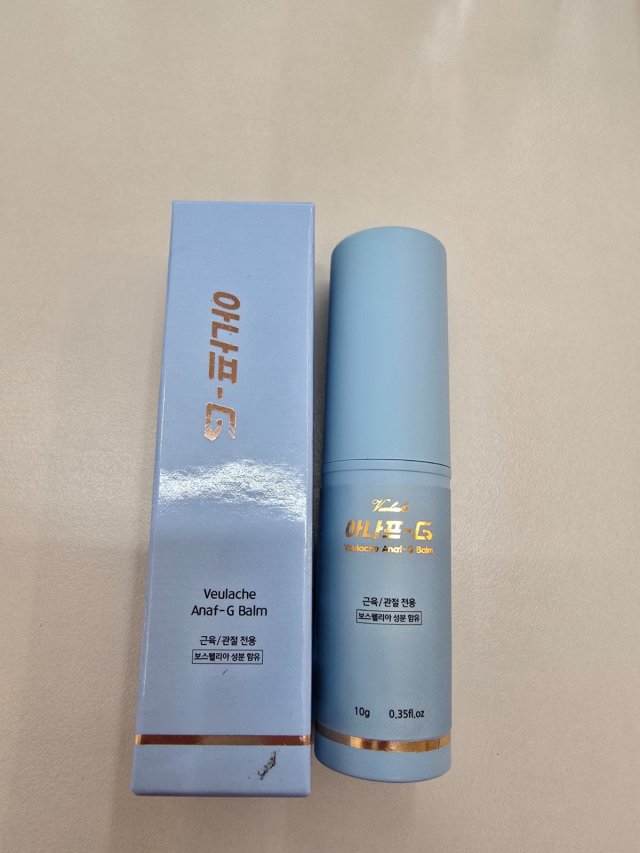 아나프-G
Veulache
Anaf-G Balm
근육/관절 전용
보스웰리아 성분 함유
Veulache
아나프-G
Veulache Anaf-G Balm
근육/관절 전용
보스웰리아 성분 함유
10g 0.35fl.oz